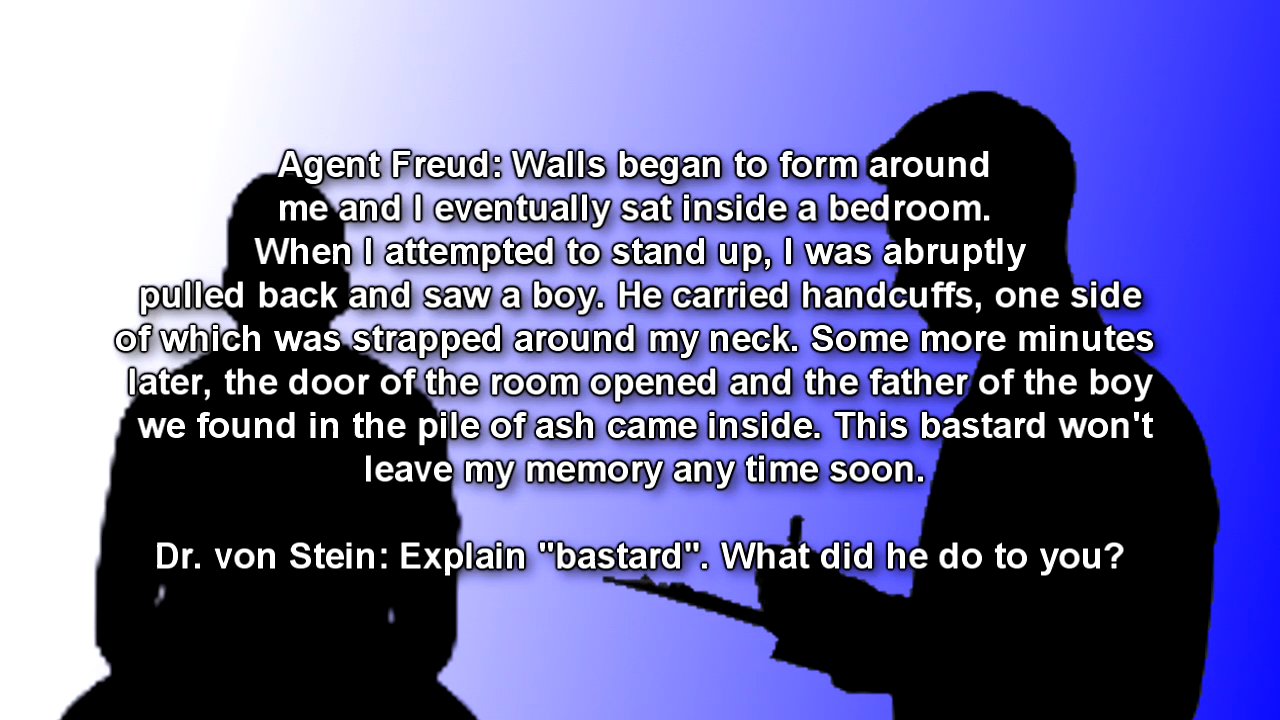 Agent Freud: Walls began to form around
me and I eventually sat inside a bedroom.
When I attempted to stand up, I was abruptly
pulled back and saw a boy. He carried handcuffs, one side
of which was strapped around my neck. Some more minutes
later, the door of the room opened and the father of the boy
we found in the pile of ash came inside. This bastard won't
leave my memory any time soon.
Dr. von Stein: Explain "bastard". What did he do to you?